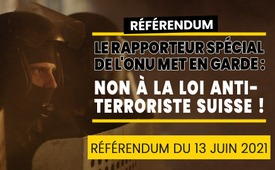 RÉFÉRENDUM
LE RAPPORTEUR SPÉCIAL
DE L'ONU MET EN GARDE :
NON À LA LOI ANTI-
TERRORISTE SUISSE !
RÉFÉRENDUM DU 13 JUIN 2021